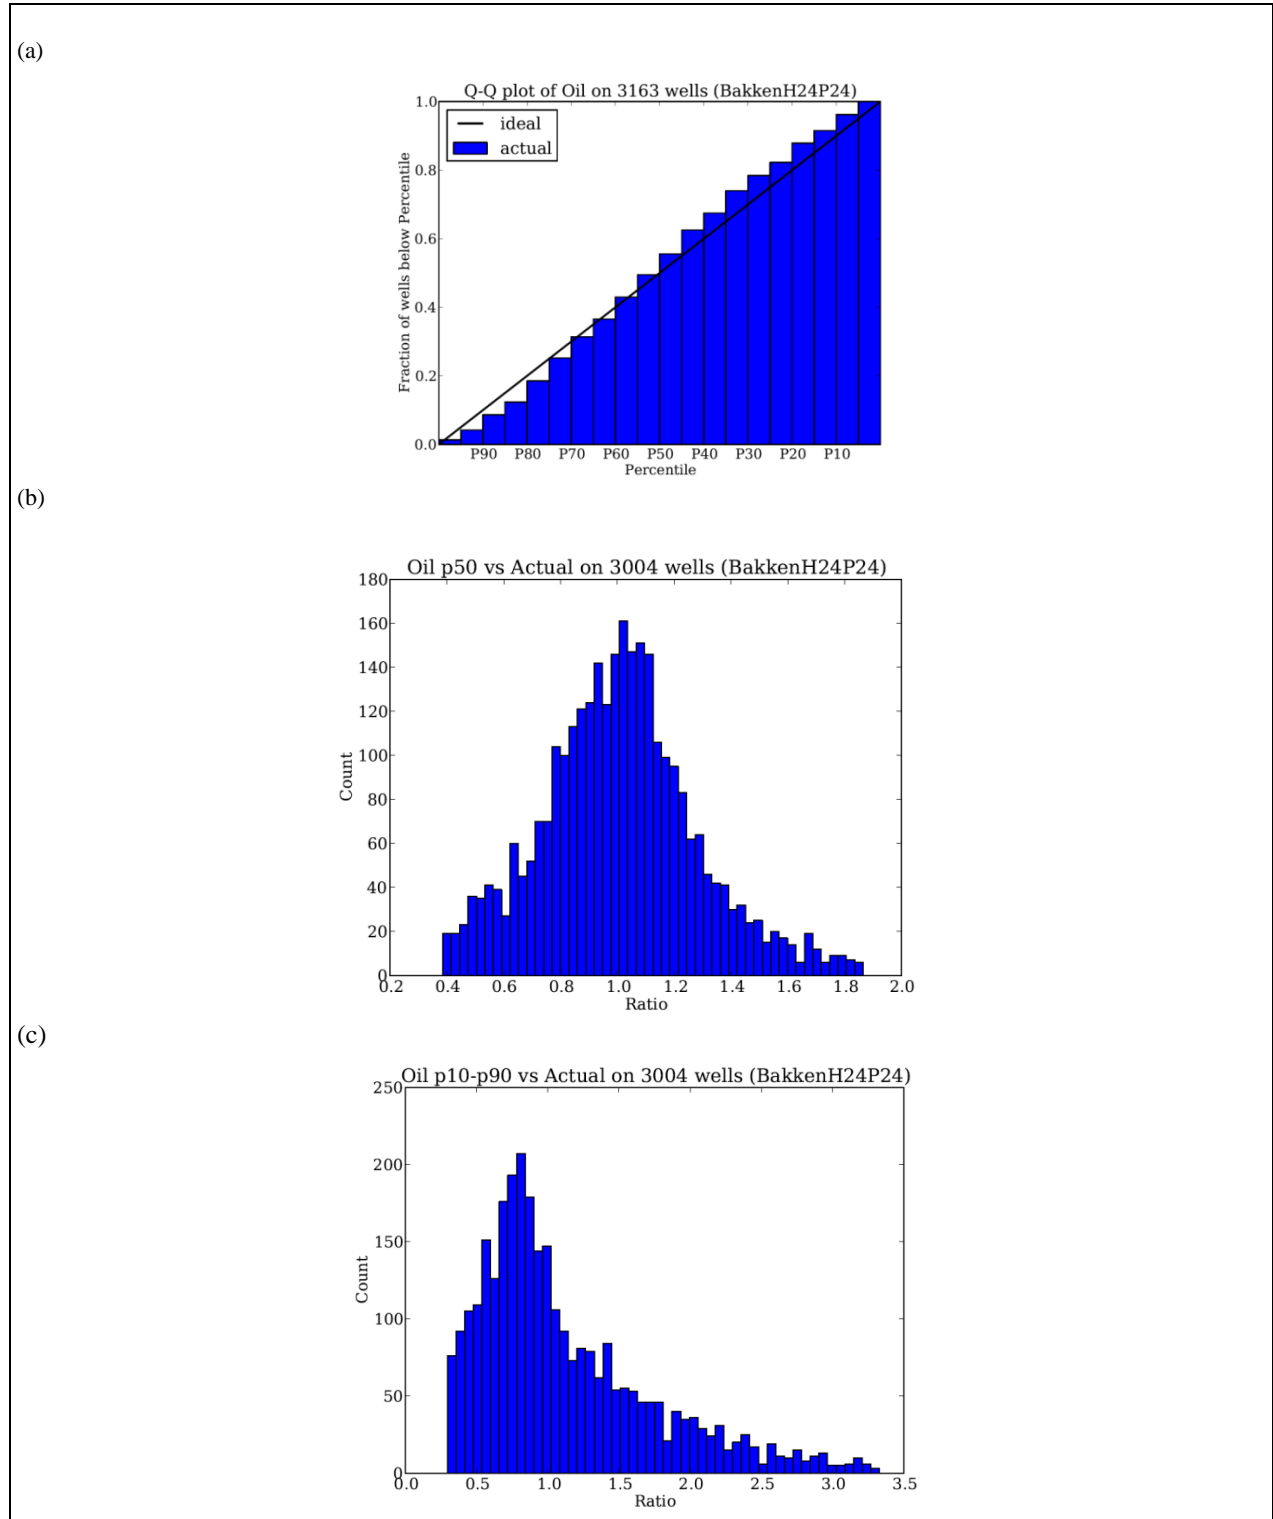 (a)
Q-Q plot of Oil on 3163 wells (BakkenH24P24)
ideal
actual
1.0
0.8
0.6
0.4
0.2
0.0
Fraction of wells below Percentile
P90 P80 P70 P60 P50 P40 P30 P20 P10
Percentile
(b)
Oil p50 vs Actual on 3004 wells (BakkenH24P24)
180
160
140
120
100
80
60
40
20
0
Count
0.2 0.4 0.6 0.8 1.0 1.2 1.4 1.6 1.8 2.0
Ratio
(c)
Oil p10-p90 vs Actual on 3004 wells (BakkenH24P24)
250
200
150
100
50
0
Count
0.0 0.5 1.0 1.5 2.0 2.5 3.0 3.5
Ratio